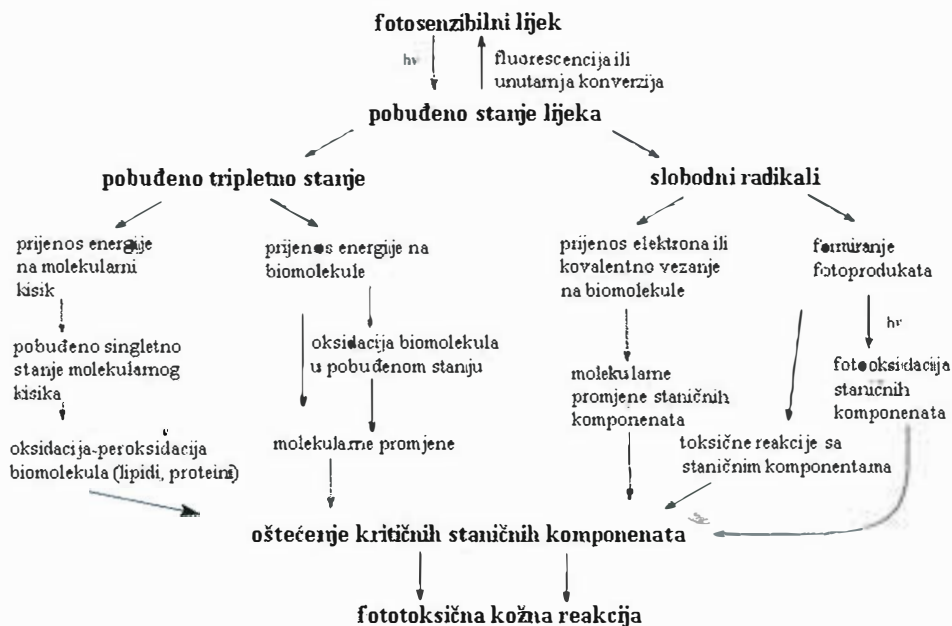 fotosenzibilni lijek
hν
fluorescencija ili
unutarnja konverzija
pobuđeno stanje lijeka
pobuđeno tripletno stanje
slobodni radikali
prijenos energije
na molekularni
kisik
prijenos energije na
biomolekule
prijenos elektrona ili
kovalentno vezanje
na biomolekule
formiranje
fotoprodukata
hν
pobuđeno singletno
stanje molekularnog
kisika
oksidacija biomolekula
u pobuđenom stanju
molekularne
promjene staničnih
komponenata
fotooksidacija
staničnih
komponenata
oksidacija-peroksidacija
biomolekula (lipidi, proteini)
molekularne promjene
toksične reakcije sa
staničnim komponentama
oštećenje kritičnih staničnih komponenata
fototoksična kožna reakcija